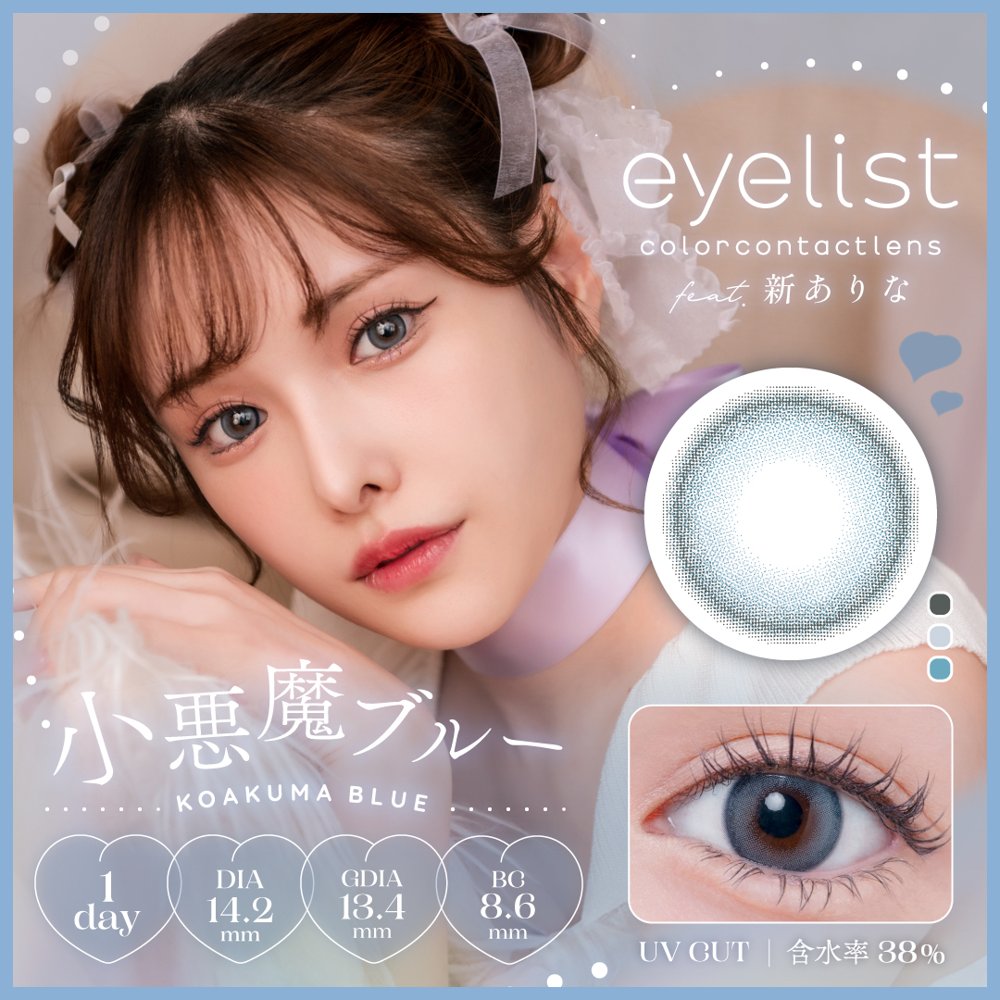 eyelist
colorcontactlens
feat. 新ありな
小悪魔ブルー
KOAKUMA BLUE
1
day
DIA
14.2
mm
GDIA
13.4
mm
BC
8.6
mm
UV CUT | 含水率 38%